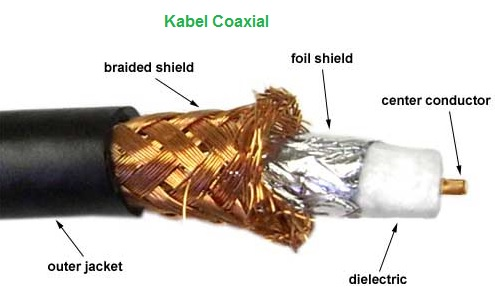 Kabel Coaxial
foil shield
braided shield
center conductor
outer jacket
dielectric